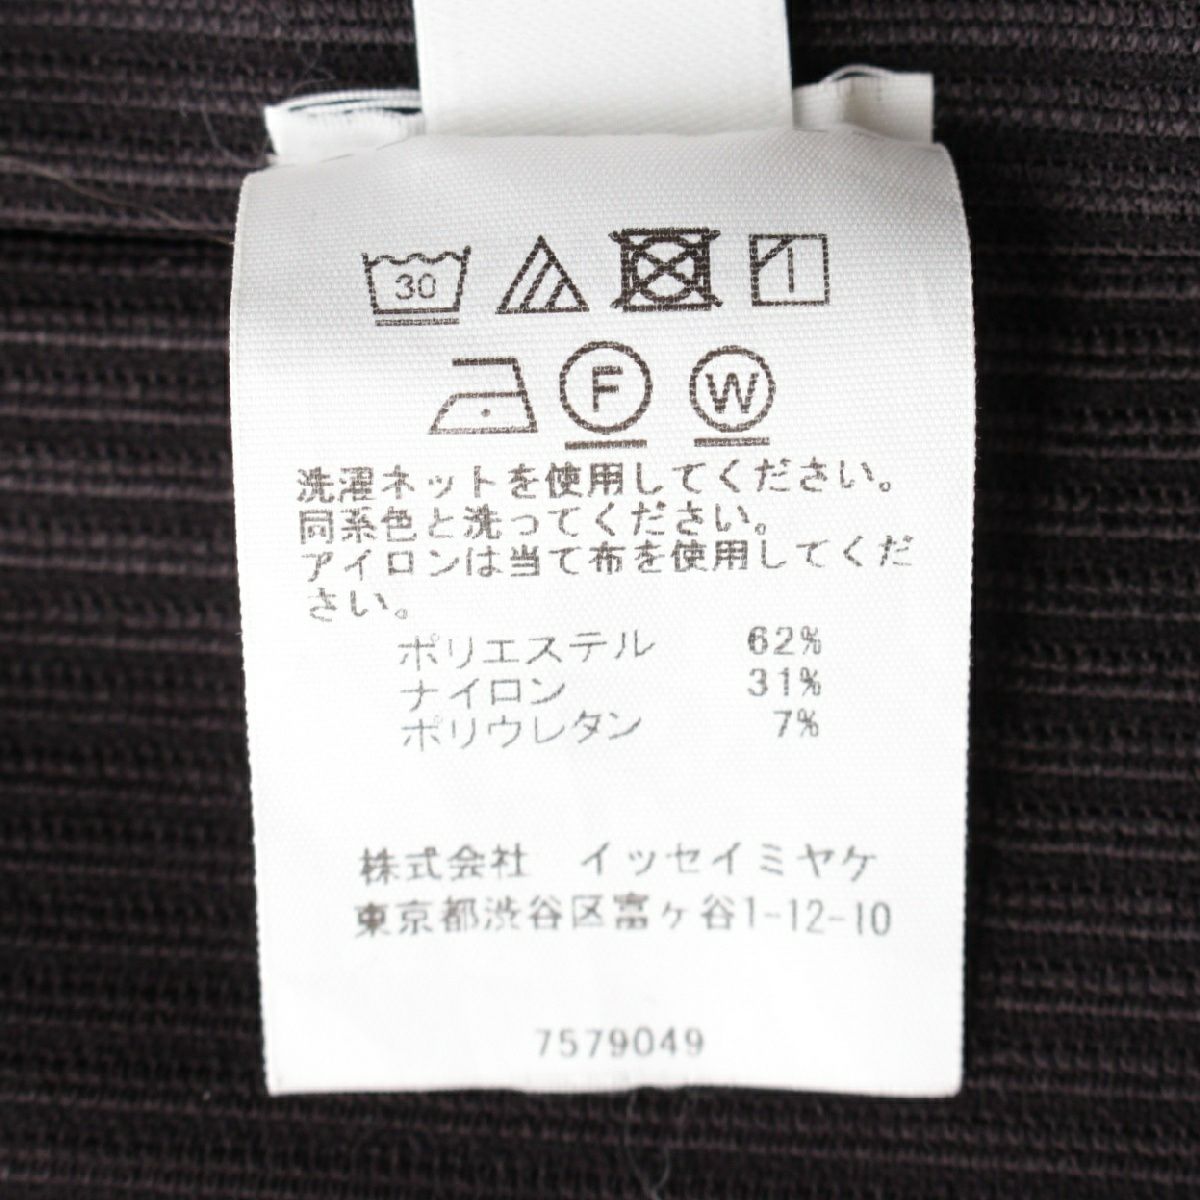 30
F W
洗濯ネットを使用してください。
同系色と洗ってください。
アイロンは当て布を使用してくだ
さい。
ポリエステル 62%
ナイロン 31%
ポリウレタン 7%
株式会社 イッセイミヤケ
東京都渋谷区富ヶ谷1-12-10
7579049